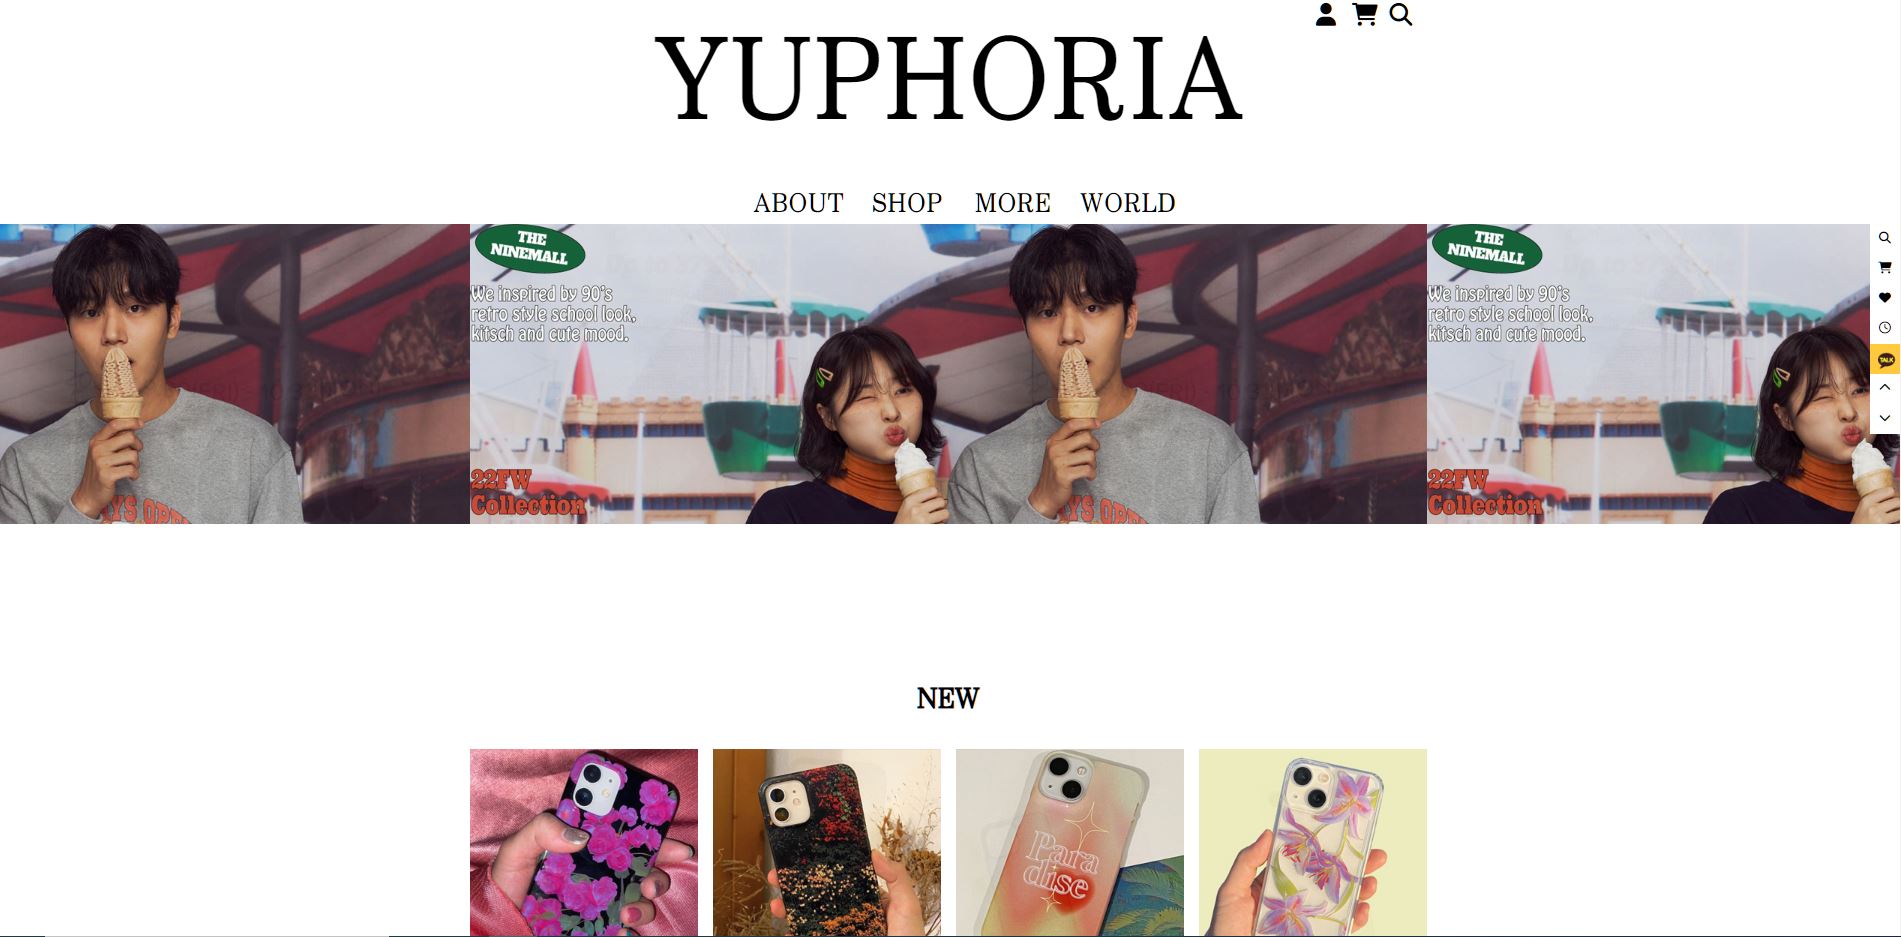 YUPHORIA
ABOUT SHOP MORE WORLD
THE
NINEMALL
We inspired by 90's
retro style school look,
kitsch and cute mood.
22FW
Collection
THE
NINEMALL
We inspired by 90's
retro style school look,
kitsch and cute mood.
22FW
Collection
TALK
NEW
Para
dise